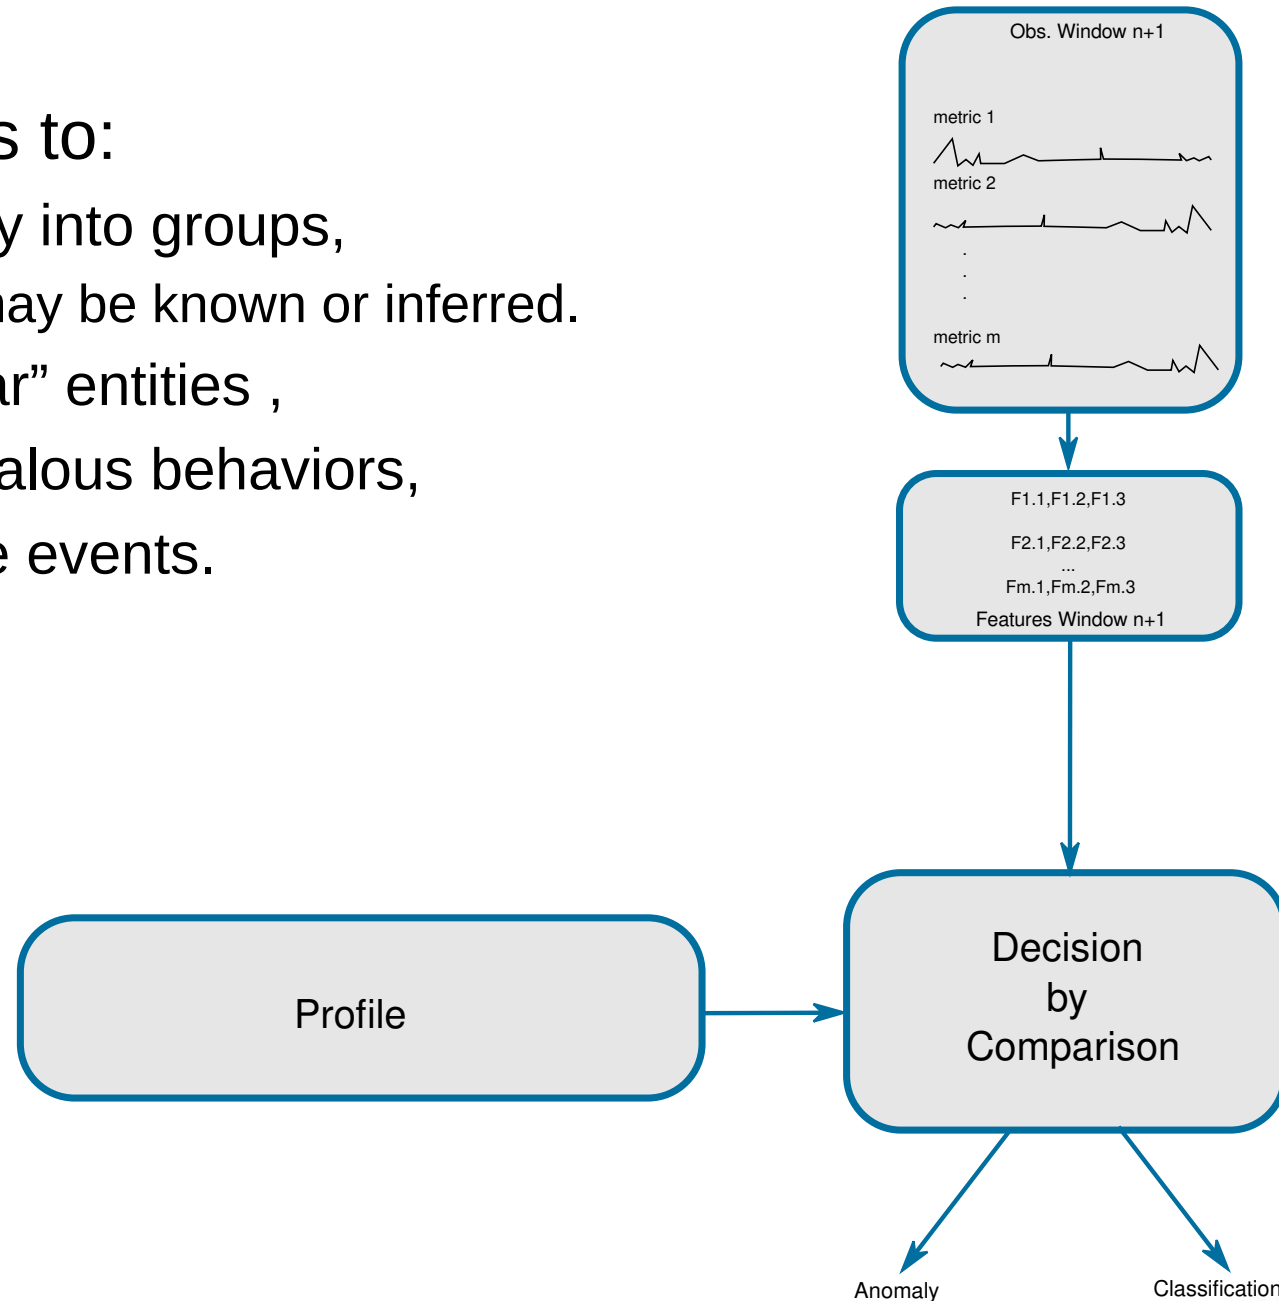 s to:
y into groups,
may be known or inferred.
ar” entities ,
alous behaviors,
e events.
Obs. Window n+1
metric 1
metric 2
.
.
.
metric m
F1.1,F1.2,F1.3
F2.1,F2.2,F2.3
...
Fm.1,Fm.2,Fm.3
Features Window n+1
Profile
Decision
by
Comparison
Anomaly
Classification